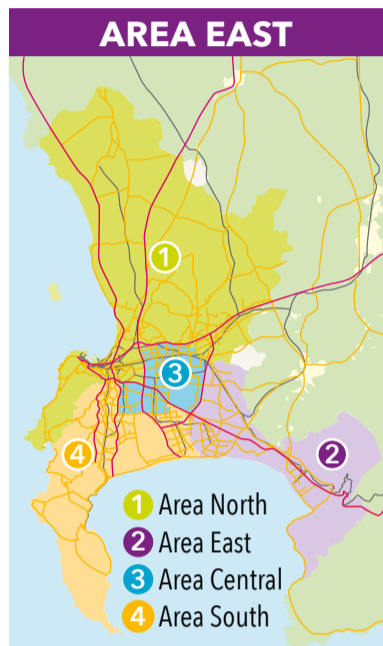 AREA EAST
1
3
2
4
1 Area North
2 Area East
3 Area Central
4 Area South